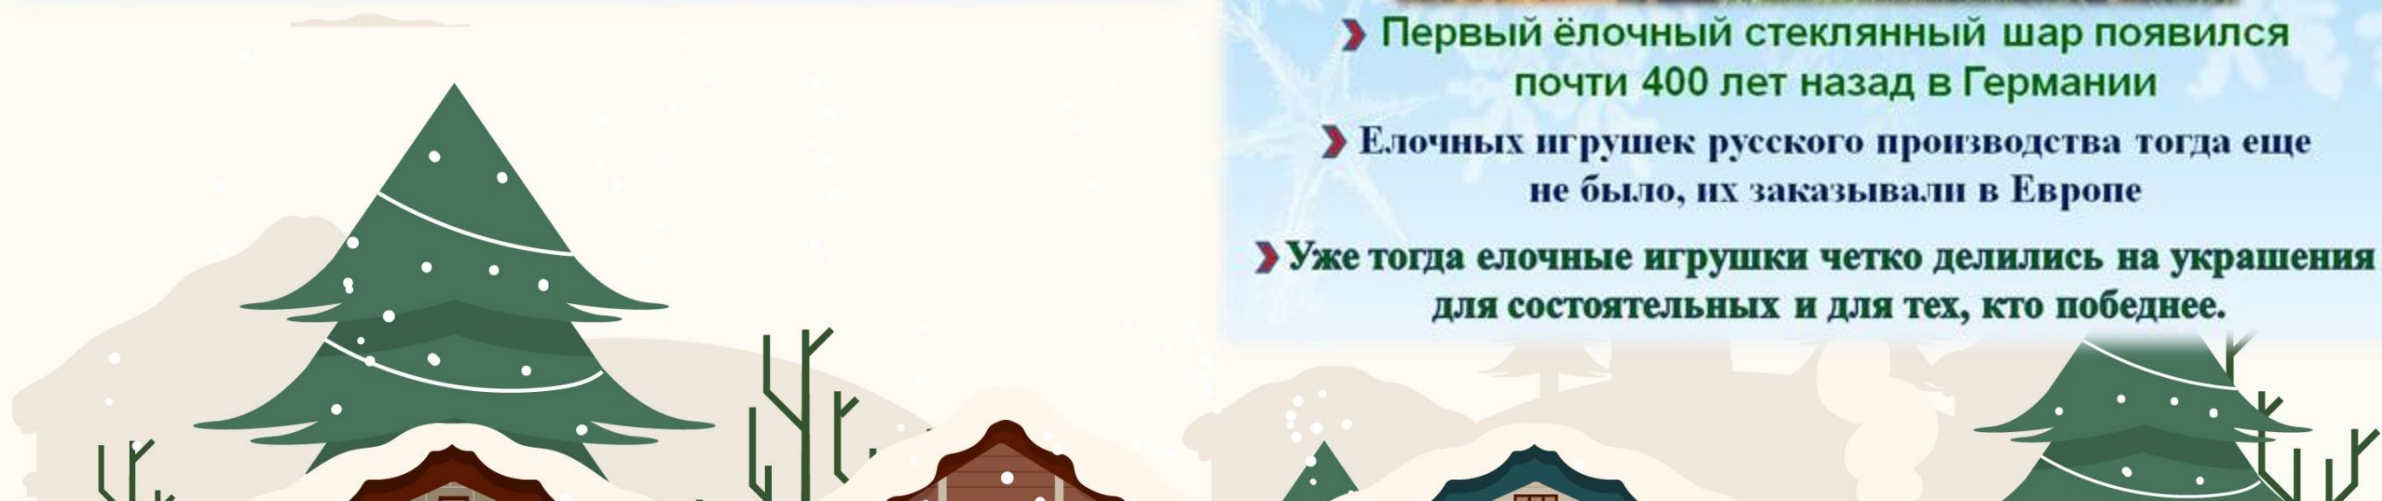 Первый ёлочный стеклянный шар появился
почти 400 лет назад в Германии
Елочных игрушек русского производства тогда еще
не было, их заказывали в Европе
Уже тогда елочные игрушки четко делились на украшения
для состоятельных и для тех, кто победнее.